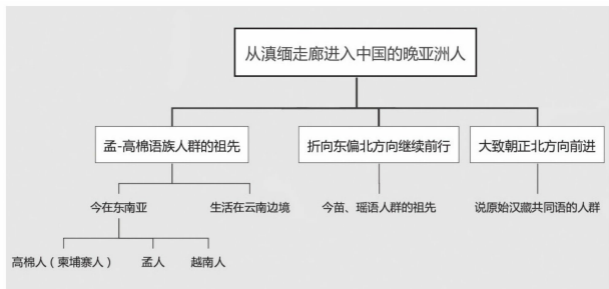 从滇缅走廊进入中国的晚亚洲人
孟-高棉语族人群的祖先
折向东偏北方向继续前行
大致朝正北方向前进
今在东南亚
生活在云南边境
今苗、瑶语人群的祖先
说原始汉藏共同语的人群
高棉人（柬埔寨人）
孟人
越南人